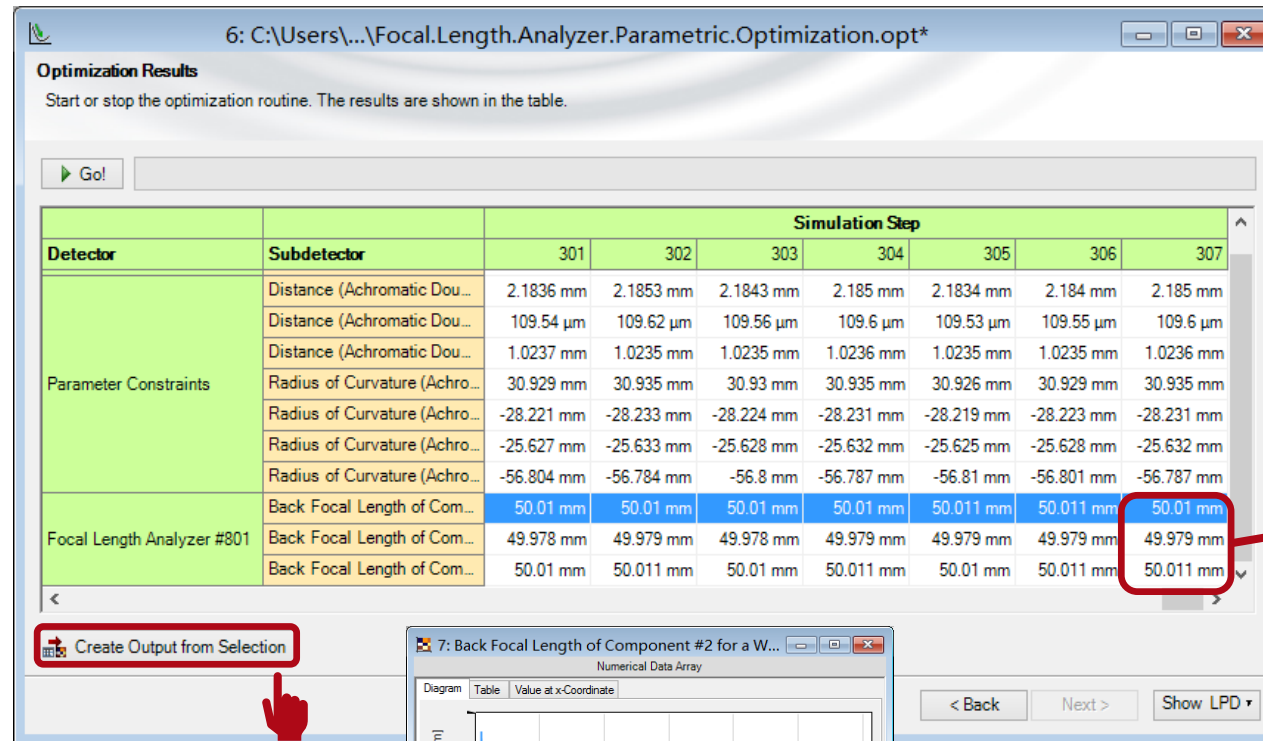 6: C:\Users\...\Focal.Length.Analyzer.Parametric.Optimization.opt*
Optimization Results
Start or stop the optimization routine. The results are shown in the table.
Go!
Simulation Step
Detector Subdetector 301 302 303 304 305 306 307
Distance (Achromatic Dou... 2.1836 mm 2.1853 mm 2.1843 mm 2.185 mm 2.1834 mm 2.184 mm 2.185 mm
Distance (Achromatic Dou... 109.54 µm 109.62 µm 109.56 µm 109.6 µm 109.53 µm 109.55 µm 109.6 µm
Distance (Achromatic Dou... 1.0237 mm 1.0235 mm 1.0235 mm 1.0236 mm 1.0235 mm 1.0235 mm 1.0236 mm
Parameter Constraints Radius of Curvature (Achro... 30.929 mm 30.935 mm 30.93 mm 30.935 mm 30.926 mm 30.929 mm 30.935 mm
Radius of Curvature (Achro... -28.221 mm -28.233 mm -28.224 mm -28.231 mm -28.219 mm -28.223 mm -28.231 mm
Radius of Curvature (Achro... -25.627 mm -25.633 mm -25.628 mm -25.632 mm -25.625 mm -25.628 mm -25.632 mm
Radius of Curvature (Achro... -56.804 mm -56.784 mm -56.8 mm -56.787 mm -56.81 mm -56.801 mm -56.787 mm
Back Focal Length of Com... 50.01 mm 50.01 mm 50.01 mm 50.01 mm 50.011 mm 50.011 mm 50.01 mm
Focal Length Analyzer #801 Back Focal Length of Com... 49.978 mm 49.979 mm 49.978 mm 49.979 mm 49.979 mm 49.979 mm 49.979 mm
Back Focal Length of Com... 50.01 mm 50.011 mm 50.01 mm 50.011 mm 50.01 mm 50.011 mm 50.011 mm
Create Output from Selection
7: Back Focal Length of Component #2 for a W...
Numerical Data Array
Diagram Table Value at x-Coordinate
< Back Next > Show LPD